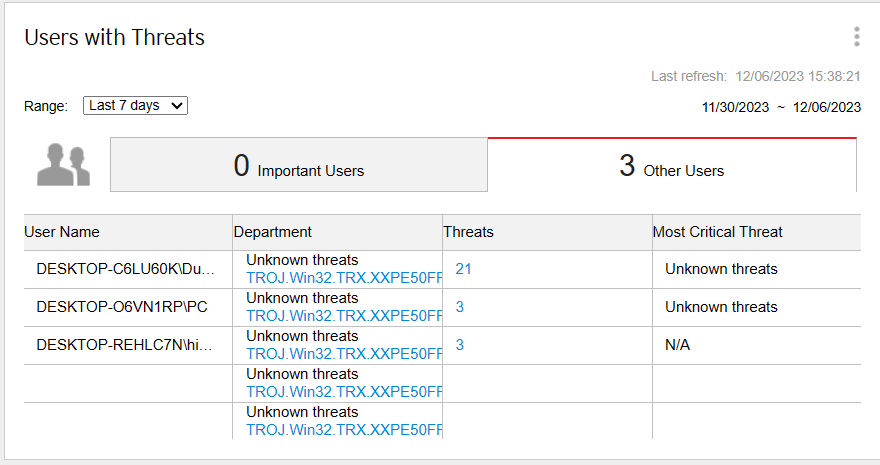 Users with Threats
Last refresh: 12/06/2023 15:38:21
Range: Last 7 days 11/30/2023 ~ 12/06/2023
0 Important Users 3 Other Users
User Name Department Threats Most Critical Threat
DESKTOP-C6LU60K\Du... Unknown threats 21 Unknown threats
TROJ.Win32.TRX.XXPE50FF
DESKTOP-O6VN1RP\PC Unknown threats 3 Unknown threats
TROJ.Win32.TRX.XXPE50FF
DESKTOP-REHLC7N\hi... Unknown threats 3 N/A
TROJ.Win32.TRX.XXPE50FF
Unknown threats
TROJ.Win32.TRX.XXPE50FF
Unknown threats
TROJ.Win32.TRX.XXPE50FF